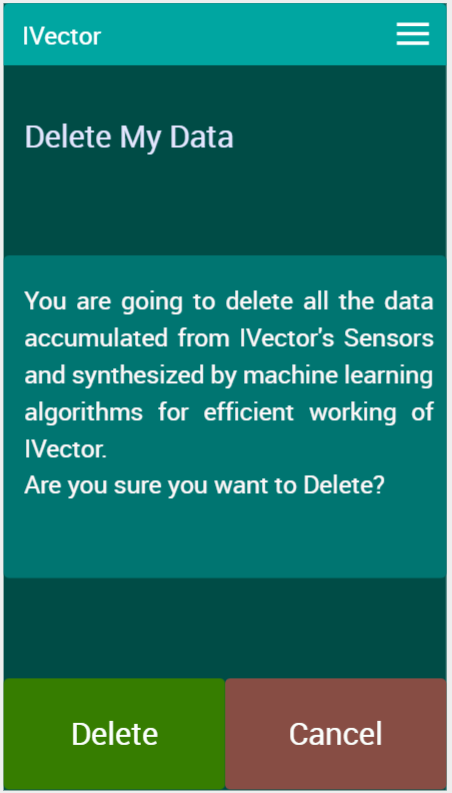 IVector
Delete My Data
You are going to delete all the data
accumulated from IVector's Sensors
and synthesized by machine learning
algorithms for efficient working of
IVector.
Are you sure you want to Delete?
Delete
Cancel